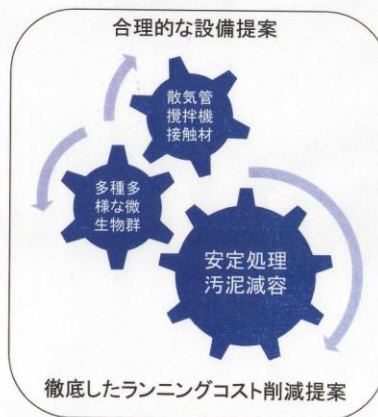 合理的な設備提案
散気管
攪拌機
接触材
多種多
様な微
生物群
安定処理
汚泥減容
徹底したランニングコスト削減提案